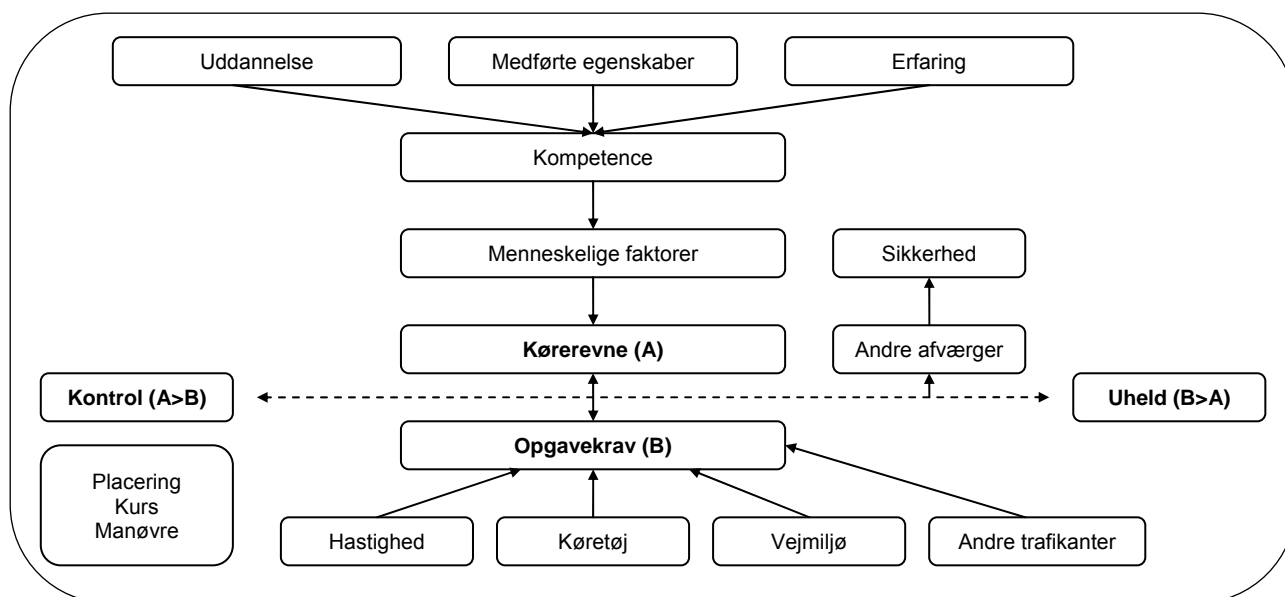 Uddannelse
Medførte egenskaber
Erfaring
Kompetence
Menneskelige faktorer
Sikkerhed
Kørerevne (A)
Andre afværger
Kontrol (A>B)
Uheld (B>A)
Opgavekrav (B)
Placering
Kurs
Manøvre
Hastighed
Køretøj
Vejmiljø
Andre trafikanter